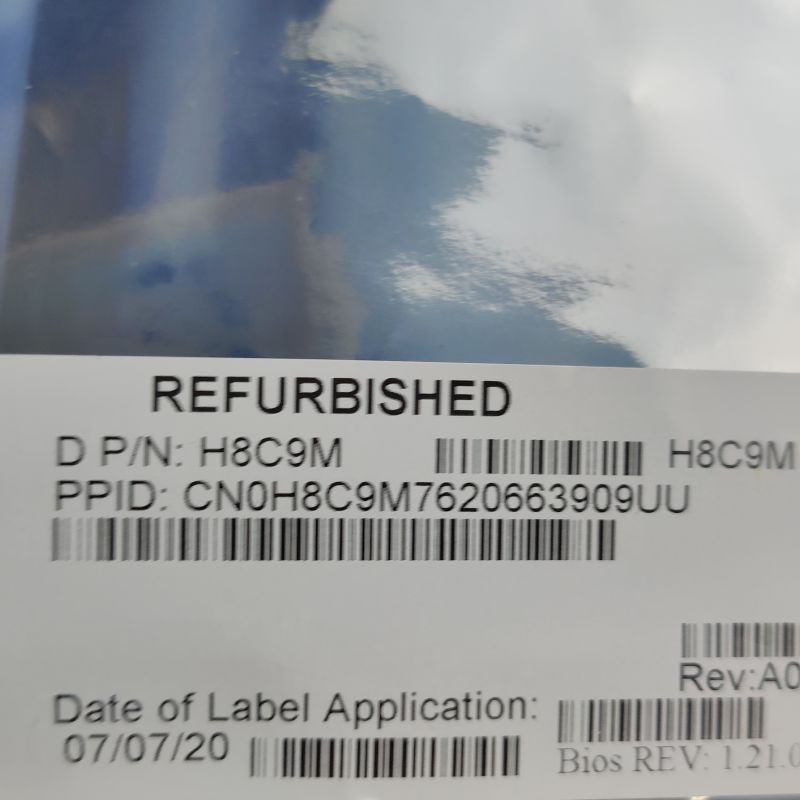 REFURBISHED
D P/N: H8C9M H8C9M
PPID: CN0H8C9M7620663909UU
Rev:A0
Date of Label Application:
07/07/20
Bios REV: 1.21.0